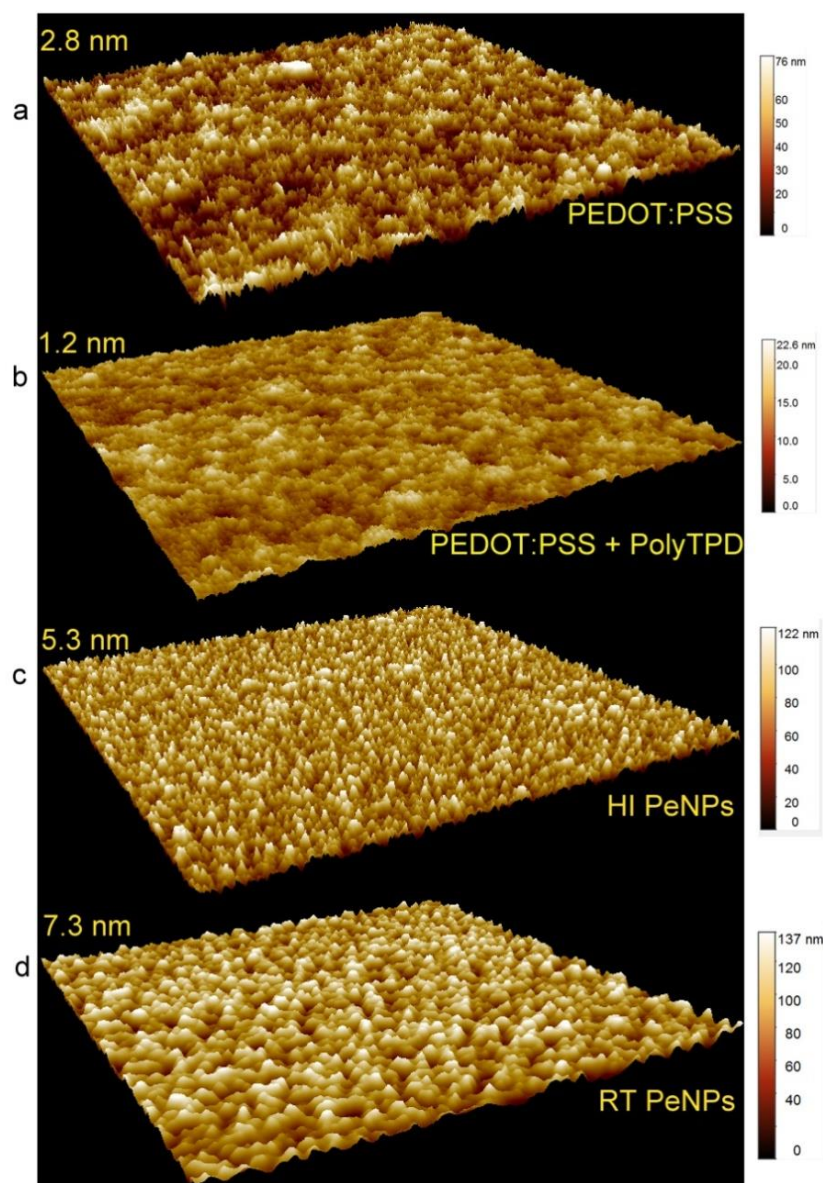 2.8 nm
a
PEDOT:PSS
76 nm
60
40
30
20
0
1.2 nm
b
PEDOT:PSS + PolyTPD
22.6 nm
20.0
15.0
10.0
5.0
0.0
5.3 nm
c
HI PeNPs
122 nm
100
80
60
40
20
0
7.3 nm
d
RT PeNPs
137 nm
120
100
80
60
40
0